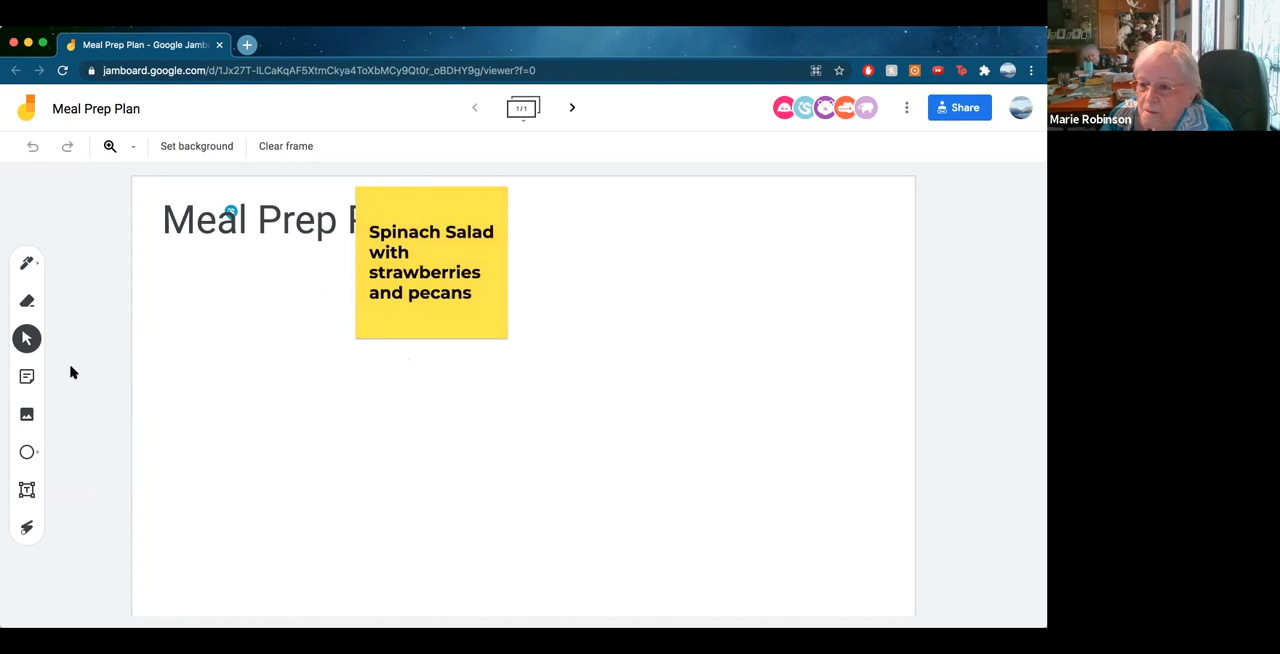 Meal Prep Plan - Google Jamb
jamboard.google.com/d/1Jx27T-lLCaKqAF5XtmCkya4ToXbMCy9Qt0r_oBDHY9g/viewer?f=0
Meal Prep Plan
1/1
Share
Set background
Clear frame
Meal Prep P
Spinach Salad
with
strawberries
and pecans
Marie Robinson